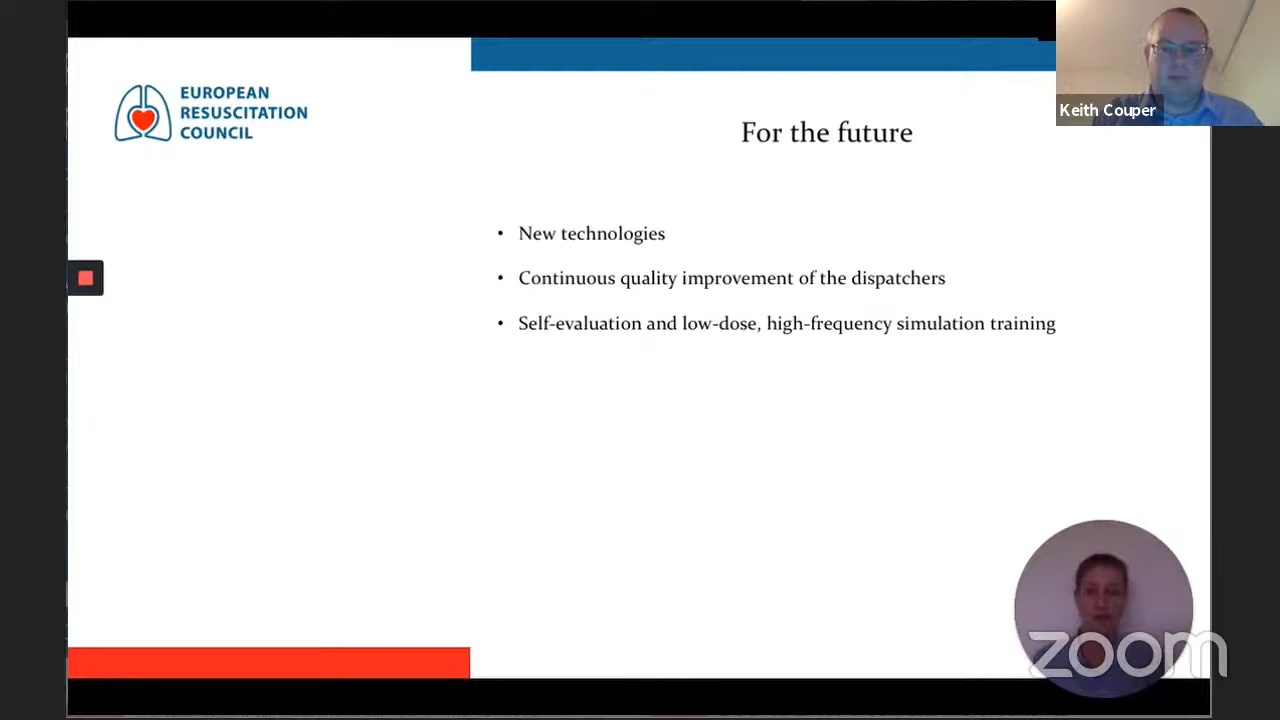 EUROPEAN
RESUSCITATION
COUNCIL
Keith Couper
For the future
• New technologies
• Continuous quality improvement of the dispatchers
• Self-evaluation and low-dose, high-frequency simulation training
zoom